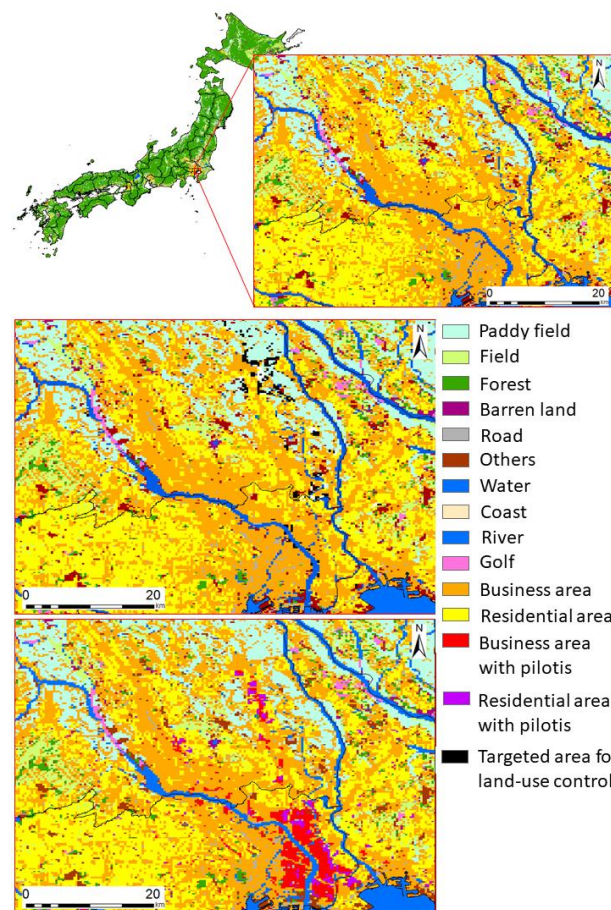 N
0 20
km
N
0 20
km
Paddy field
Field
Forest
Barren land
Road
Others
Water
Coast
River
Golf
Business area
Residential area
Business area
with pilotis
Residential area
with pilotis
Targeted area fo
land-use control
N
0 20
km